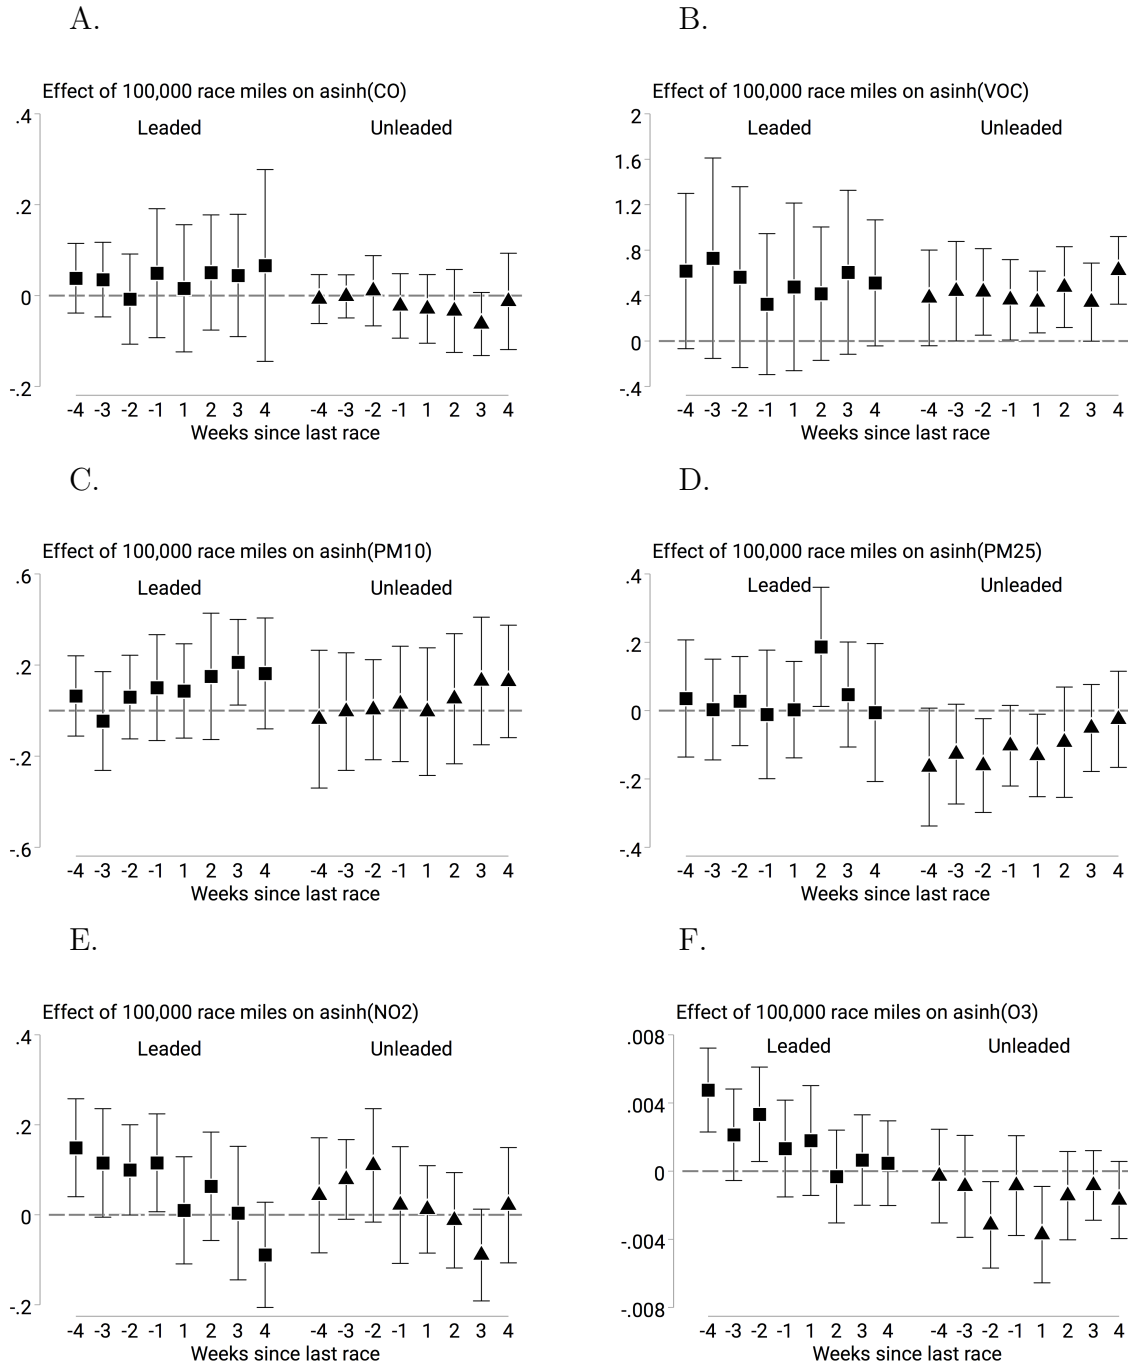 A.
Effect of 100,000 race miles on asinh(CO)
.4
Leaded Unleaded
.2
0
-.2
-4 -3 -2 -1 1 2 3 4 -4 -3 -2 -1 1 2 3 4
Weeks since last race
B.
Effect of 100,000 race miles on asinh(VOC)
2
Leaded Unleaded
1.6
1.2
.8
.4
0
-.4
-4 -3 -2 -1 1 2 3 4 -4 -3 -2 -1 1 2 3 4
Weeks since last race
C.
Effect of 100,000 race miles on asinh(PM10)
.6
Leaded Unleaded
.2
-.2
-.6
-4 -3 -2 -1 1 2 3 4 -4 -3 -2 -1 1 2 3 4
Weeks since last race
D.
Effect of 100,000 race miles on asinh(PM25)
.4
Leaded Unleaded
.2
0
-.2
-.4
-4 -3 -2 -1 1 2 3 4 -4 -3 -2 -1 1 2 3 4
Weeks since last race
E.
Effect of 100,000 race miles on asinh(NO2)
.4
Leaded Unleaded
.2
0
-.2
-4 -3 -2 -1 1 2 3 4 -4 -3 -2 -1 1 2 3 4
Weeks since last race
F.
Effect of 100,000 race miles on asinh(O3)
.008
Leaded Unleaded
.004
0
-.004
-.008
-4 -3 -2 -1 1 2 3 4 -4 -3 -2 -1 1 2 3 4
Weeks since last race